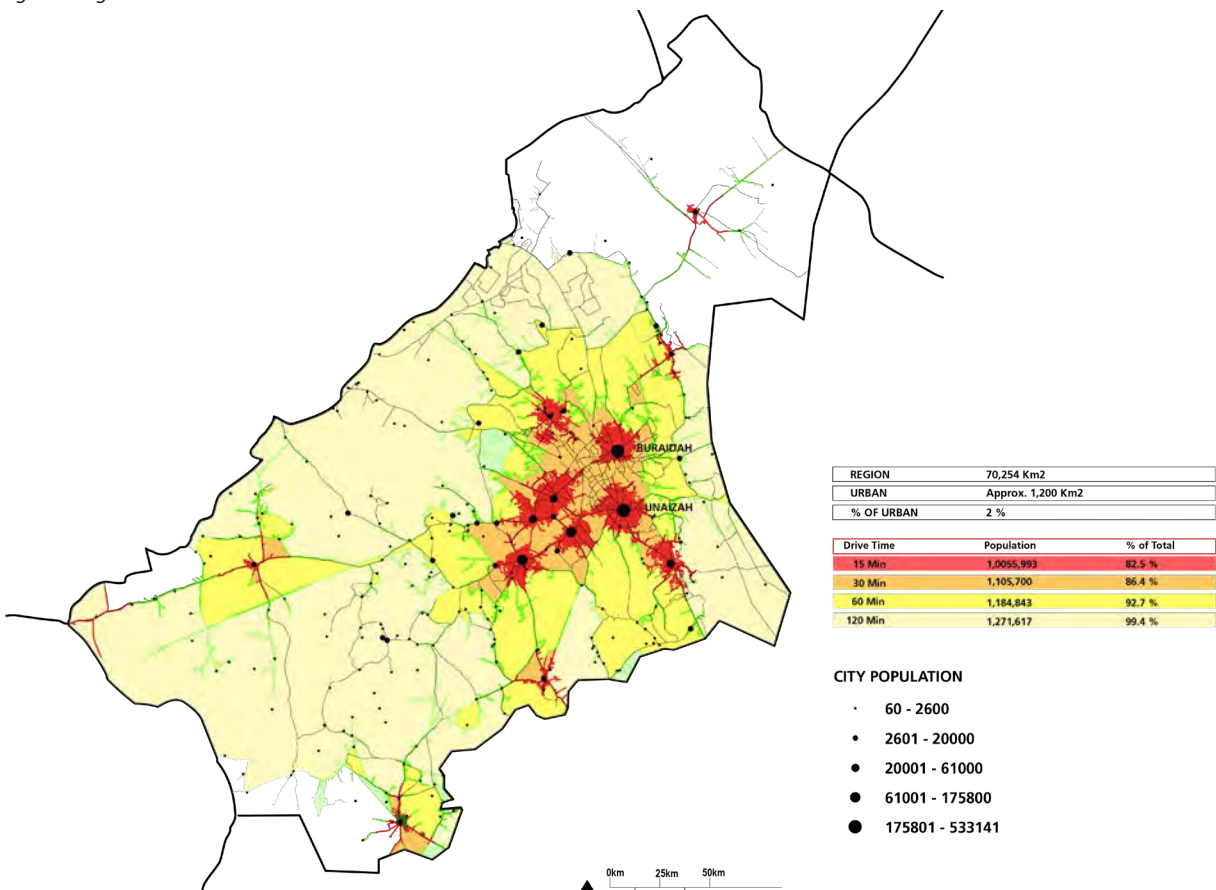 BURAIDAH
UNAIZAH
REGION 70,254 Km2
URBAN Approx. 1,200 Km2
% OF URBAN 2 %
Drive Time Population % of Total
15 Min 1,0055,993 82.5 %
30 Min 1,105,700 86.4 %
60 Min 1,184,843 92.7 %
120 Min 1,271,617 99.4 %
CITY POPULATION
60 - 2600
2601 - 20000
20001 - 61000
61001 - 175800
175801 - 533141
0km 25km 50km